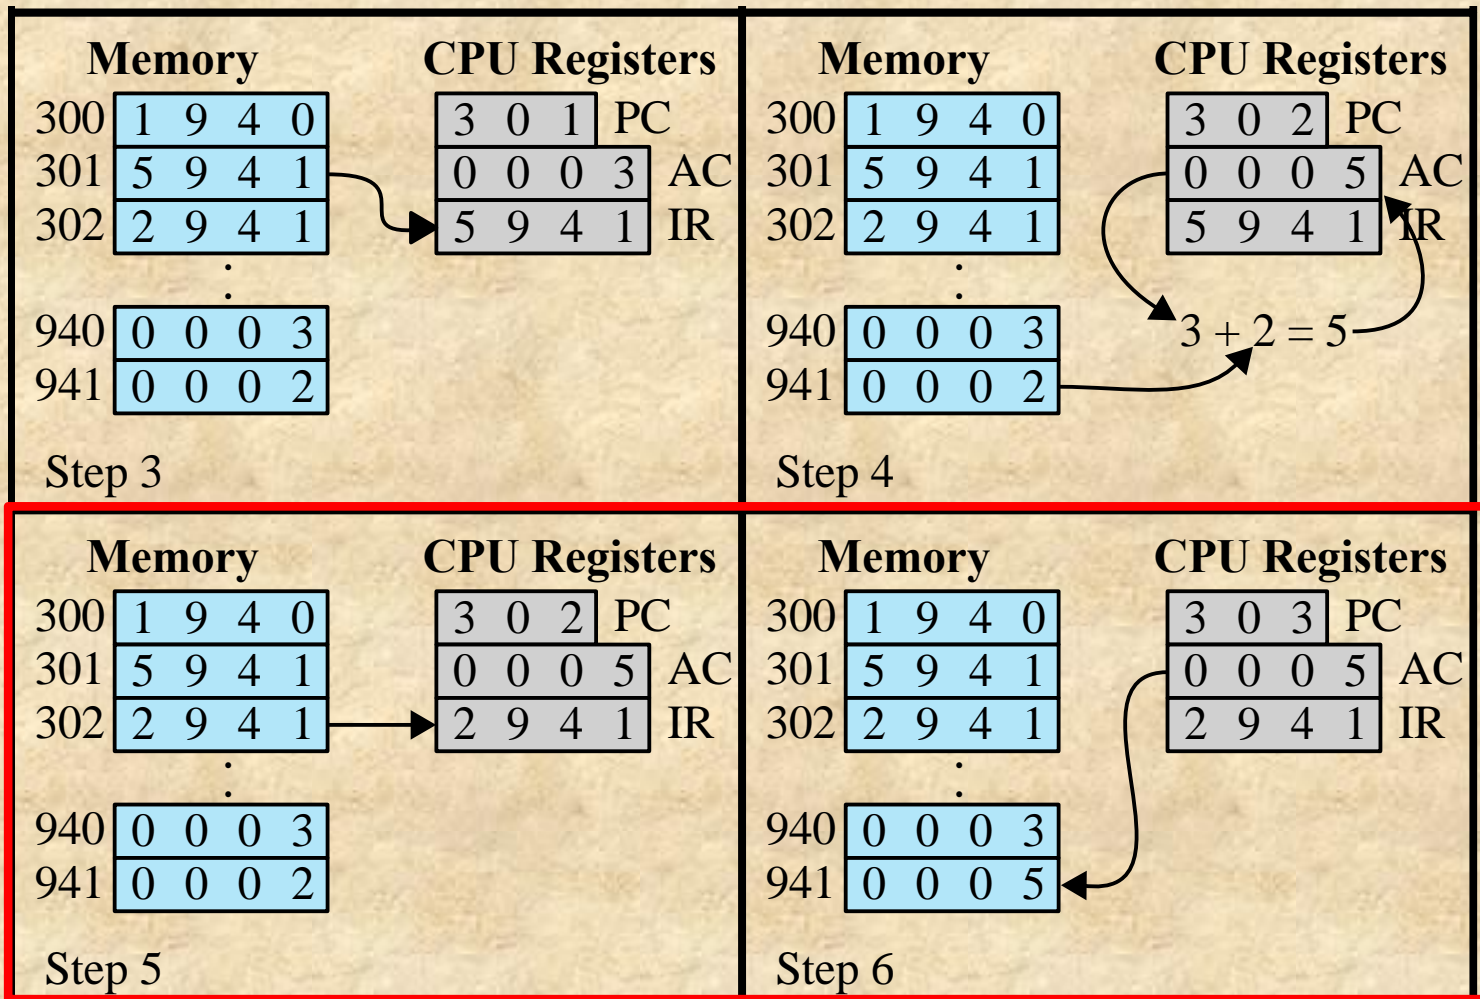 Memory CPU Registers
300 1 9 4 0 3 0 1 PC
301 5 9 4 1 0 0 0 3 AC
302 2 9 4 1 5 9 4 1 IR
.
.
940 0 0 0 3
941 0 0 0 2
Step 3
Memory CPU Registers
300 1 9 4 0 3 0 2 PC
301 5 9 4 1 0 0 0 5 AC
302 2 9 4 1 5 9 4 1 IR
.
.
940 0 0 0 3 3 + 2 = 5
941 0 0 0 2
Step 4
Memory CPU Registers
300 1 9 4 0 3 0 2 PC
301 5 9 4 1 0 0 0 5 AC
302 2 9 4 1 2 9 4 1 IR
.
.
940 0 0 0 3
941 0 0 0 2
Step 5
Memory CPU Registers
300 1 9 4 0 3 0 3 PC
301 5 9 4 1 0 0 0 5 AC
302 2 9 4 1 2 9 4 1 IR
.
.
940 0 0 0 3
941 0 0 0 5
Step 6